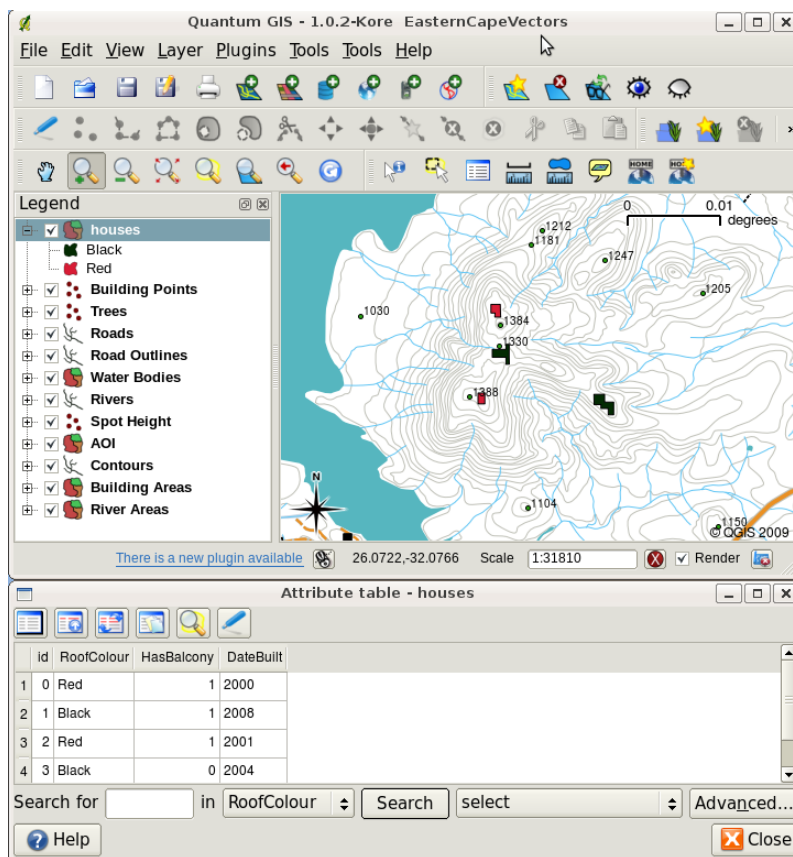 Quantum GIS - 1.0.2-Kore EasternCapeVectors
File Edit View Layer Plugins Tools Tools Help
HOME
Legend
houses
Black
Red
Building Points
Trees
Roads
Road Outlines
Water Bodies
Rivers
Spot Height
AOI
Contours
Building Areas
River Areas
0 0.01
degrees
1212
1181
1247
1205
1030
1384
1330
1388
1104
1150
N
© QGIS 2009
There is a new plugin available 26.0722,-32.0766 Scale 1:31810 Render
Attribute table - houses
id RoofColour HasBalcony DateBuilt
1 0 Red 1 2000
2 1 Black 1 2008
3 2 Red 1 2001
4 3 Black 0 2004
Search for in RoofColour Search select Advanced...
Help Close